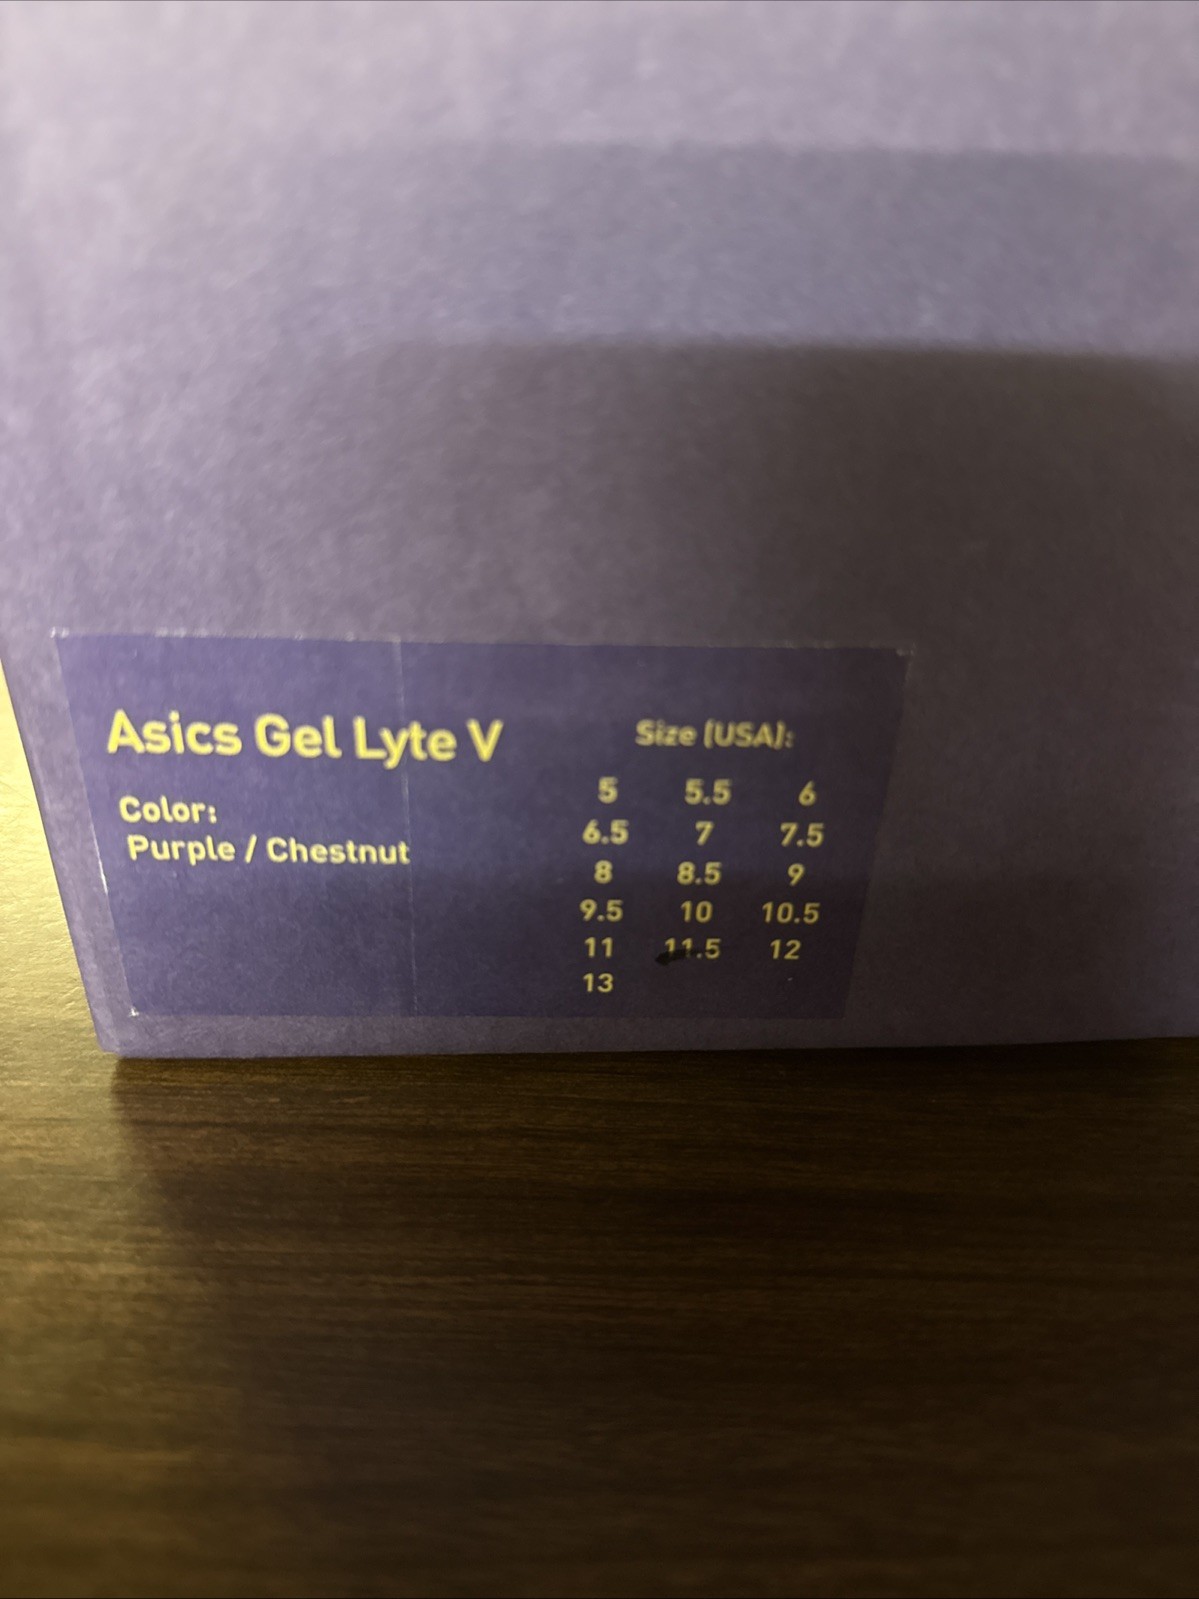 Asics Gel Lyte V
Color:
Purple / Chestnut
Size (USA):
5 5.5 6
6.5 7 7.5
8 8.5 9
9.5 10 10.5
11 11.5 12
13